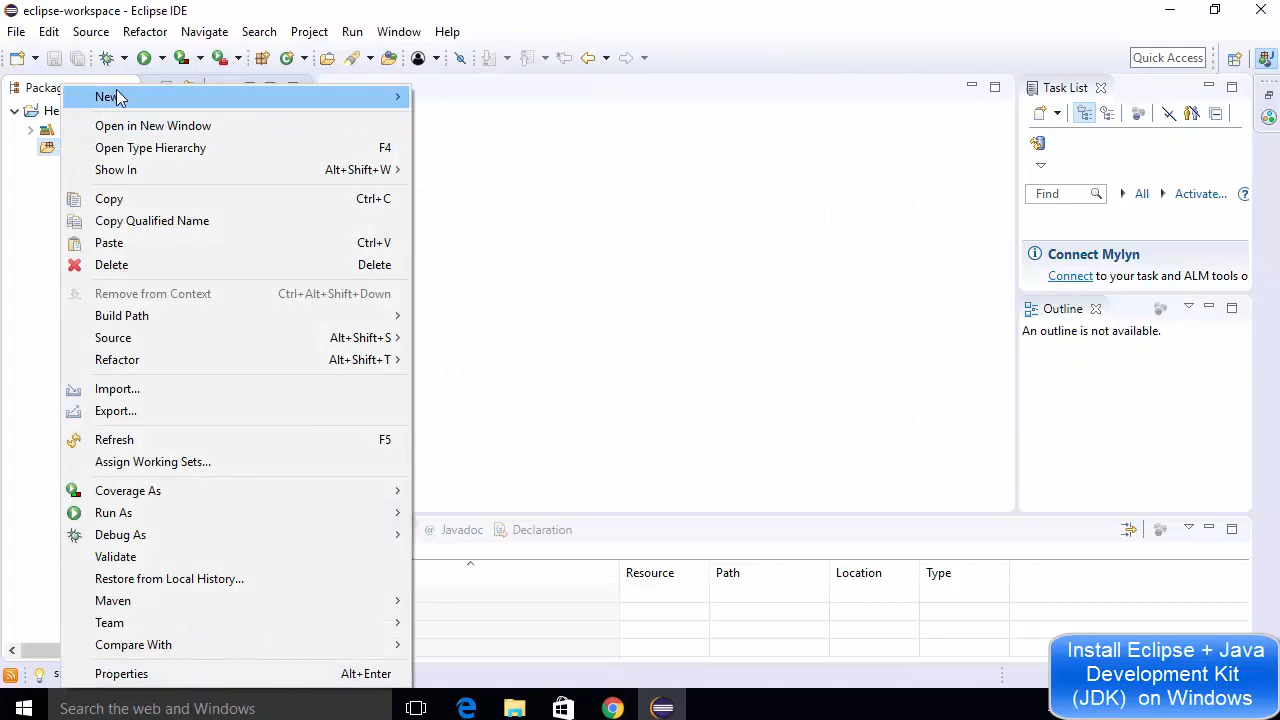 eclipse-workspace - Eclipse IDE
File Edit Source Refactor Navigate Search Project Run Window Help
Quick Access
New
Open in New Window
Open Type Hierarchy F4
Show In Alt+Shift+W
Copy Ctrl+C
Copy Qualified Name
Paste Ctrl+V
Delete Delete
Remove from Context Ctrl+Alt+Shift+Down
Build Path
Source Alt+Shift+S
Refactor Alt+Shift+T
Import...
Export...
Refresh F5
Assign Working Sets...
Coverage As
Run As
Debug As
Validate
Restore from Local History...
Maven
Team
Compare With
Properties Alt+Enter
Task List
Find All Activate...
Connect Mylyn
Connect to your task and ALM tools o
Outline
An outline is not available.
@ Javadoc Declaration
Resource Path Location Type
Install Eclipse + Java
Development Kit
(JDK) on Windows
Search the web and Windows